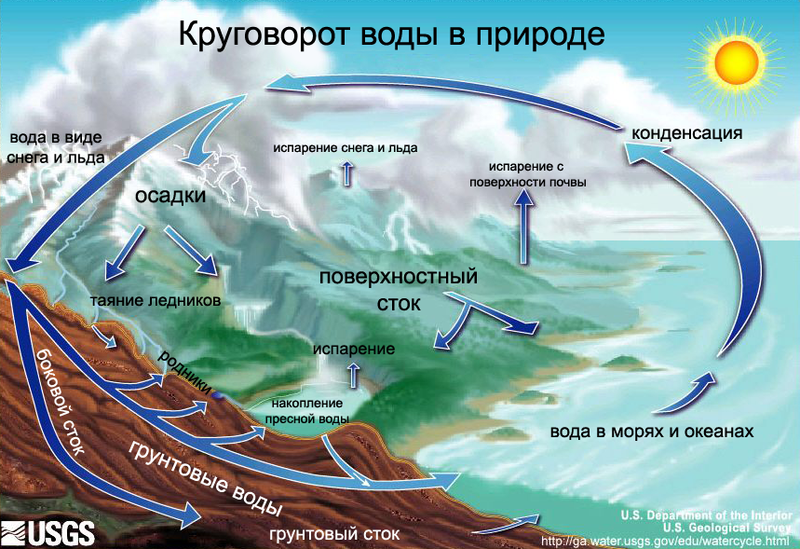 Круговорот воды в природе
вода в виде
снега и льда
конденсация
испарение снега и льда
испарение с
поверхности почвы
осадки
поверхностный
сток
таяние ледников
испарение
родники
боковой сток
накопление
пресной воды
вода в морях и океанах
грунтовые воды
грунтовый сток
USGS
U.S. Department of the Interior
U.S. Geological Survey
http://ga.water.usgs.gov/edu/watercycle.html